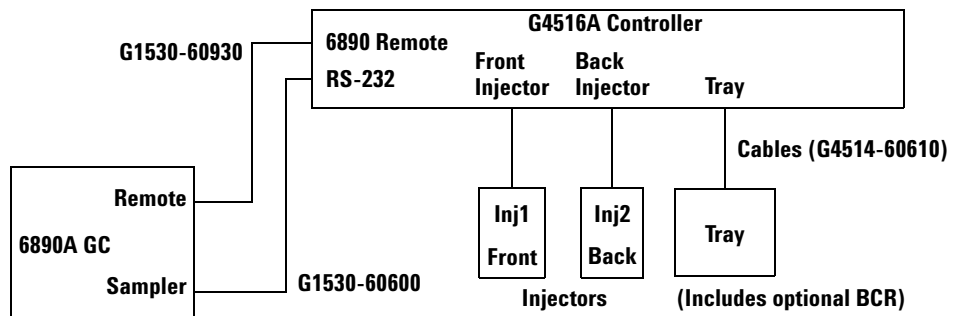 G4516A Controller
G1530-60930
6890 Remote
RS-232
Front
Injector
Back
Injector
Tray
Cables (G4514-60610)
Remote
6890A GC
Sampler
G1530-60600
Inj1
Front
Inj2
Back
Tray
Injectors
(Includes optional BCR)